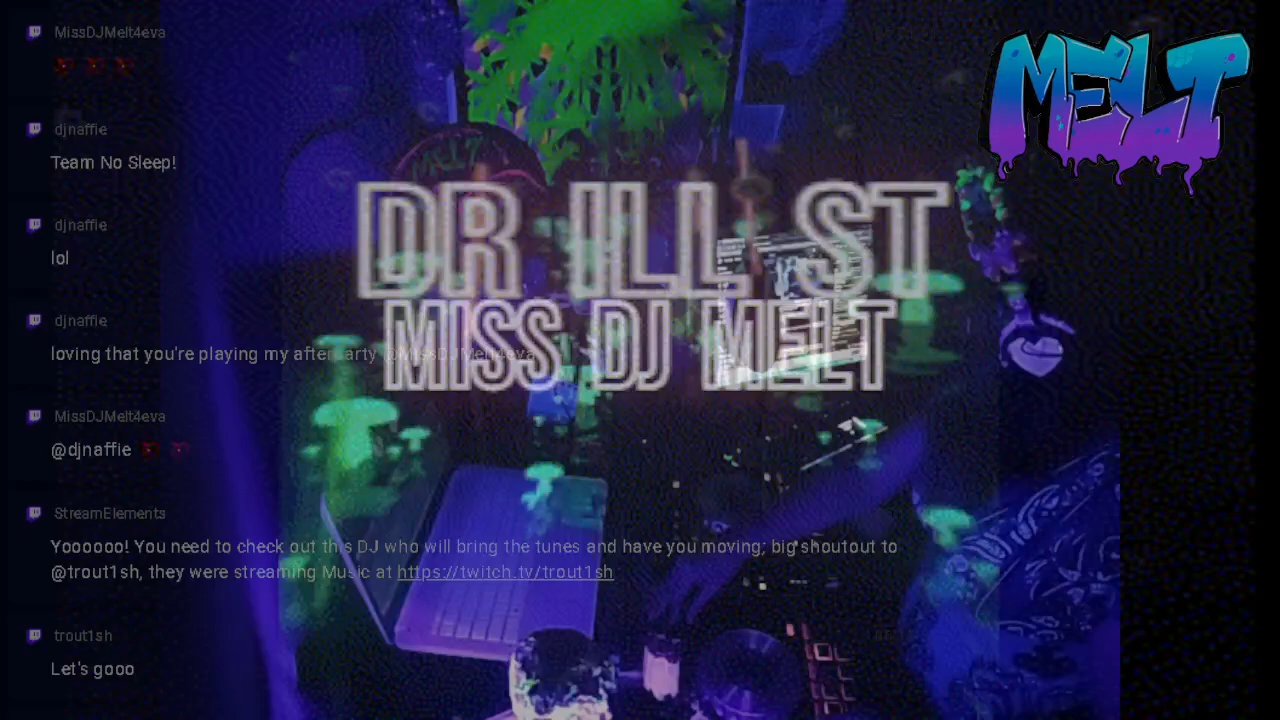 MissDJMelt4eva
djnaffie
Team No Sleep!
djnaffie
lol
djnaffie
loving that you're playing my afterparty @MissDJMelt4eva
MissDJMelt4eva
@djnaffie
StreamElements
Yoooooo! You need to check out this DJ who will bring the tunes and have you moving; big shoutout to
@trout1sh, they were streaming Music at https://twitch.tv/trout1sh
trout1sh
Let's gooo
DR ILL ST
MISS DJ MELT
MELT